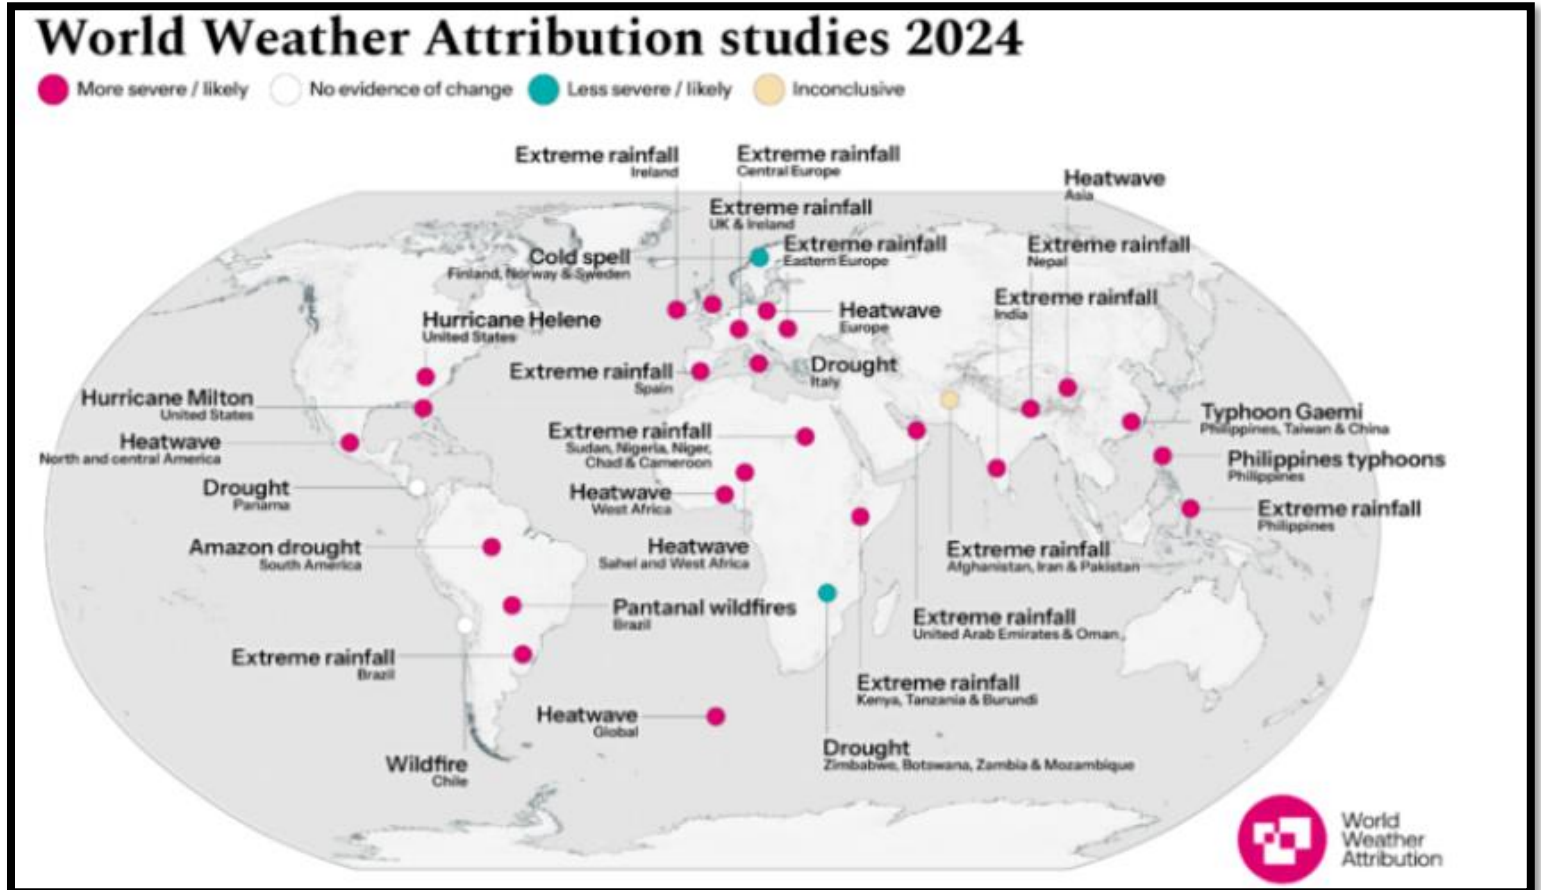 World Weather Attribution studies 2024
More severe / likely
No evidence of change
Less severe / likely
Inconclusive
Extreme rainfall
Ireland
Extreme rainfall
Central Europe
Heatwave
Asia
Extreme rainfall
UK & Ireland
Cold spell
Finland, Norway & Sweden
Extreme rainfall
Eastern Europe
Extreme rainfall
Nepal
Extreme rainfall
India
Hurricane Helene
United States
Heatwave
Europe
Extreme rainfall
Spain
Drought
Italy
Hurricane Milton
United States
Typhoon Gaemi
Philippines, Taiwan & China
Heatwave
North and central America
Extreme rainfall
Sudan, Nigeria, Niger,
Chad & Cameroon
Philippines typhoons
Philippines
Drought
Panama
Heatwave
West Africa
Extreme rainfall
Philippines
Amazon drought
South America
Heatwave
Sahel and West Africa
Extreme rainfall
Afghanistan, Iran & Pakistan
Pantanal wildfires
Brazil
Extreme rainfall
United Arab Emirates & Oman
Extreme rainfall
Brazil
Extreme rainfall
Kenya, Tanzania & Burundi
Heatwave
Global
Drought
Zimbabwe, Botswana, Zambia & Mozambique
Wildfire
Chile
World
Weather
Attribution